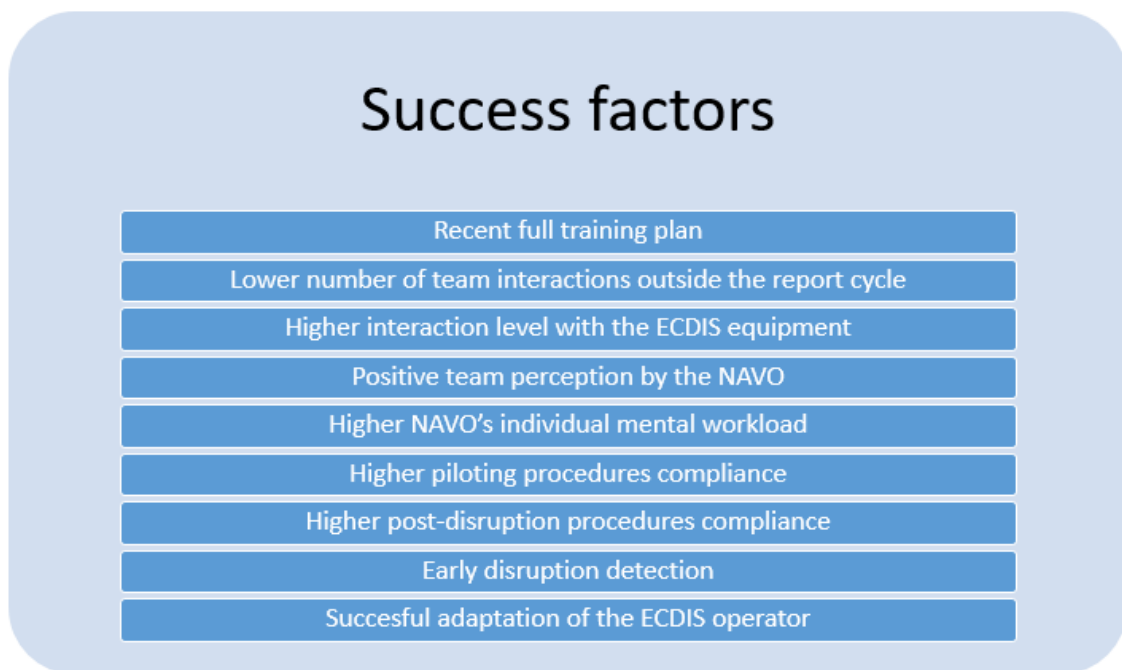 Success factors
Recent full training plan
Lower number of team interactions outside the report cycle
Higher interaction level with the ECDIS equipment
Positive team perception by the NAVO
Higher NAVO's individual mental workload
Higher piloting procedures compliance
Higher post-disruption procedures compliance
Early disruption detection
Succesful adaptation of the ECDIS operator